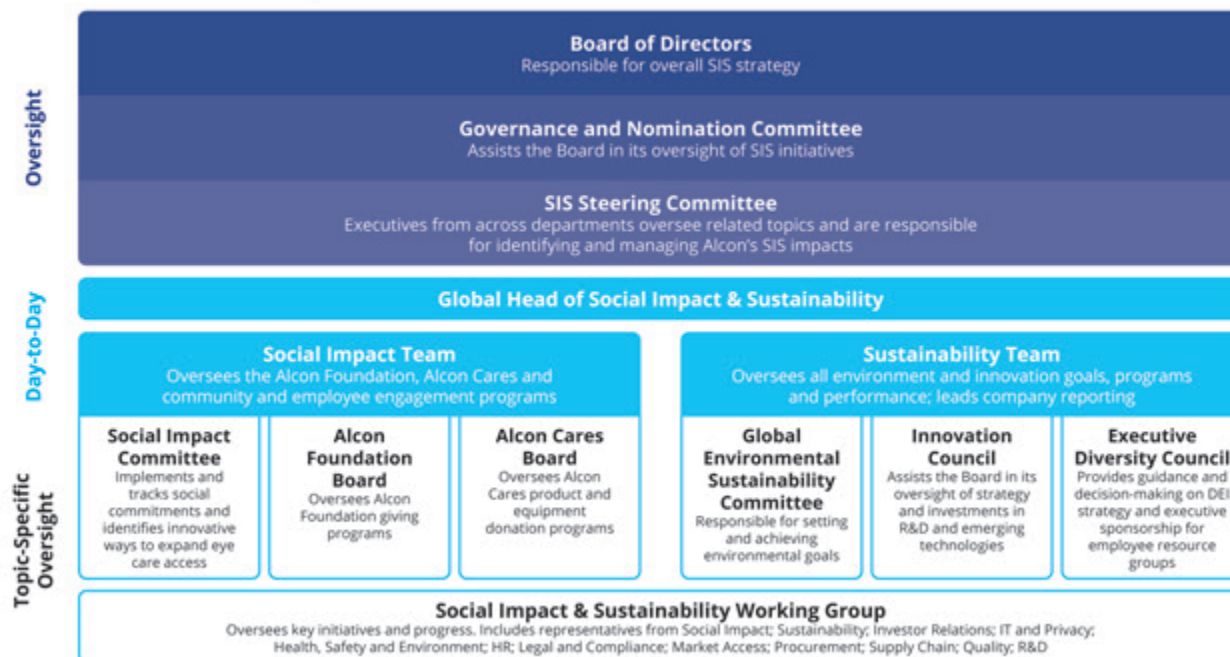 Oversight
Board of Directors
Responsible for overall SIS strategy
Governance and Nomination Committee
Assists the Board in its oversight of SIS initiatives
SIS Steering Committee
Executives from across departments oversee related topics and are responsible
for identifying and managing Alcon's SIS impacts
Day-to-Day
Global Head of Social Impact & Sustainability
Social Impact Team
Oversees the Alcon Foundation, Alcon Cares and
community and employee engagement programs
Sustainability Team
Oversees all environment and innovation goals, programs
and performance; leads company reporting
Topic-Specific
Oversight
Social Impact
Committee
Implements and
tracks social
commitments and
identifies innovative
ways to expand eye
care access
Alcon
Foundation
Board
Oversees Alcon
Foundation giving
programs
Alcon Cares
Board
Oversees Alcon
Cares product and
equipment
donation programs
Global
Environmental
Sustainability
Committee
Responsible for setting
and achieving
environmental goals
Innovation
Council
Assists the Board in its
oversight of strategy
and investments in
R&D and emerging
technologies
Executive
Diversity Council
Provides guidance and
decision-making on DEI
strategy and executive
sponsorship for
employee resource
groups
Social Impact & Sustainability Working Group
Oversees key initiatives and progress. Includes representatives from Social Impact; Sustainability; Investor Relations; IT and Privacy;
Health, Safety and Environment; HR; Legal and Compliance; Market Access; Procurement; Supply Chain; Quality; R&D